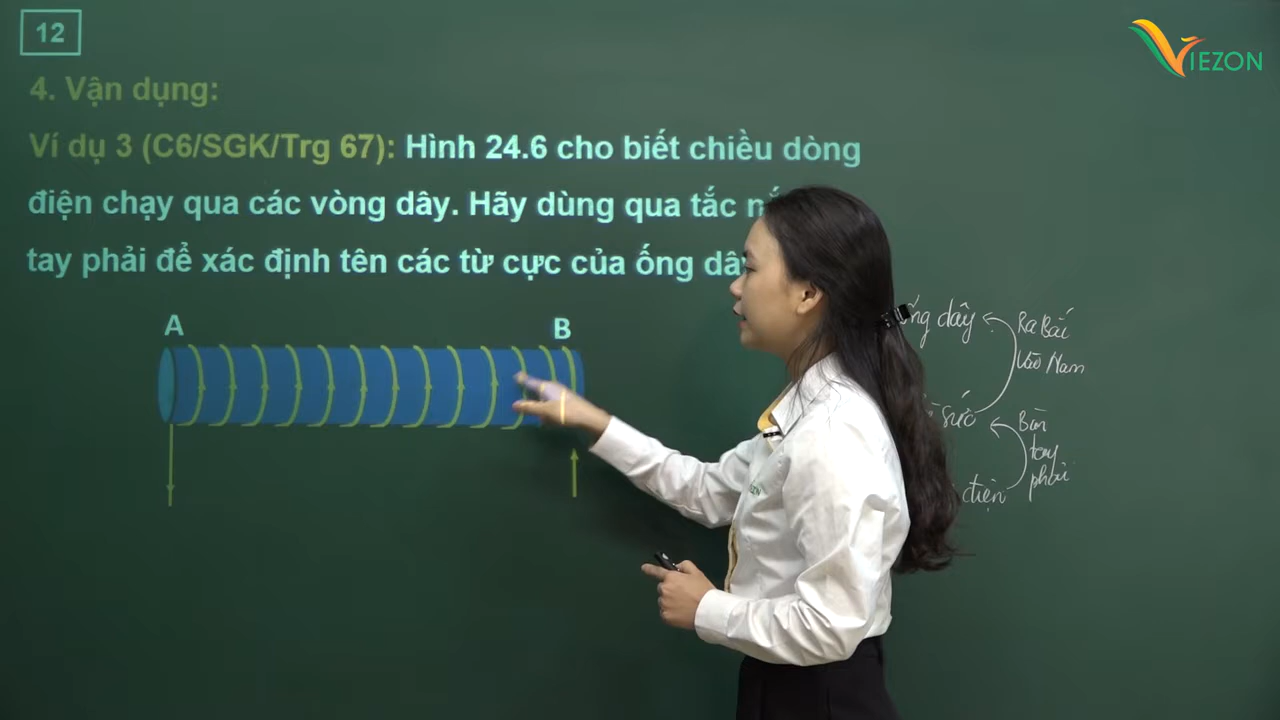 12
VIEZON
4. Vận dụng:
Ví dụ 3 (C6/SGK/Trg 67): Hình 24.6 cho biết chiều dòng
điện chạy qua các vòng dây. Hãy dùng qua tắc
tay phải để xác định tên các từ cực của ống
A
B
dây
Ra Bắc
Vào Nam
sức
Bàn
tay
phải
điện